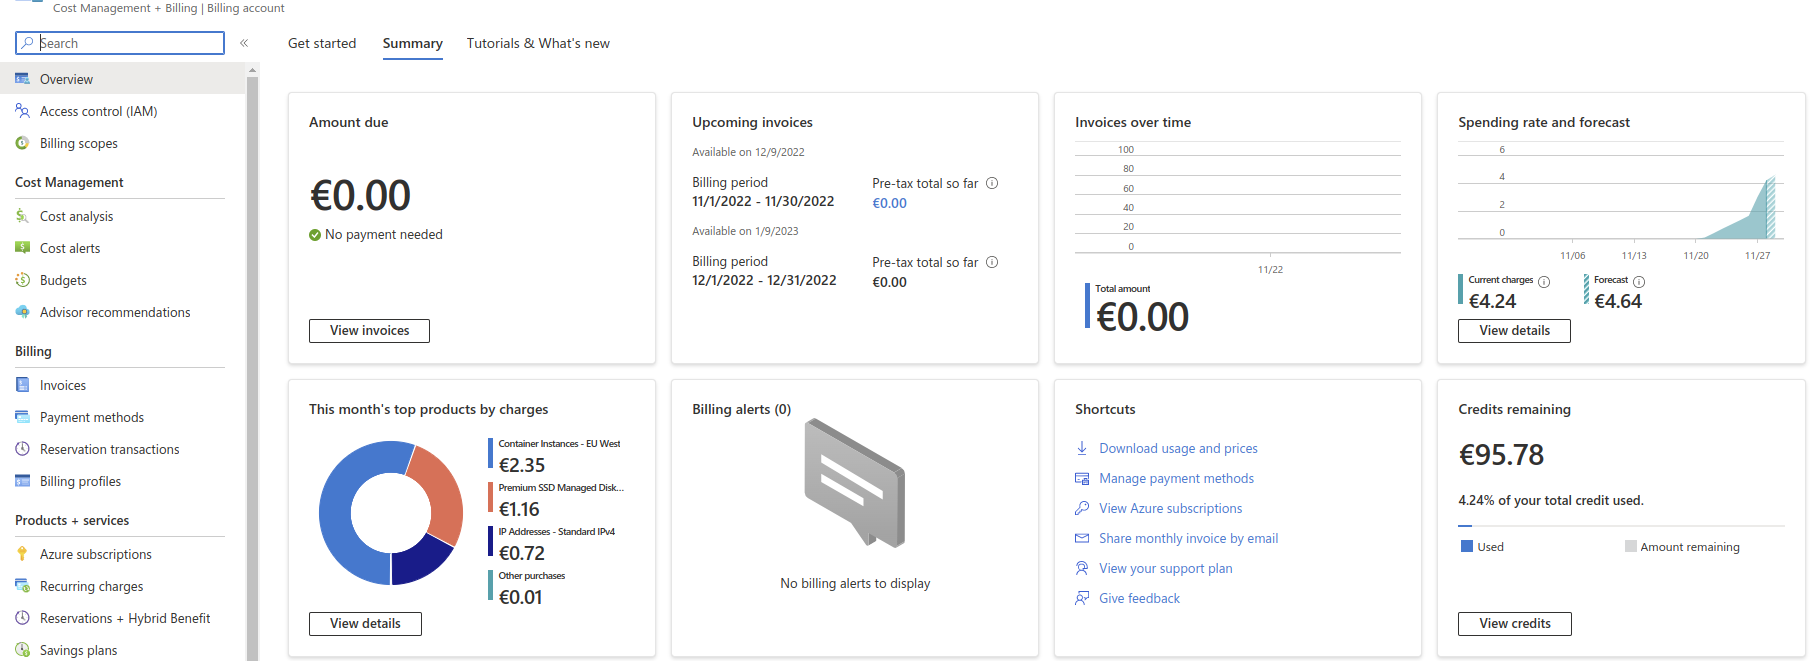 Cost Management + Billing | Billing account
Search
«
Overview
Access control (IAM)
Billing scopes
Cost Management
Cost analysis
Cost alerts
Budgets
Advisor recommendations
Billing
Invoices
Payment methods
Reservation transactions
Billing profiles
Products + services
Azure subscriptions
Recurring charges
Reservations + Hybrid Benefit
Savings plans
Get started Summary Tutorials & What's new
Amount due
€0.00
No payment needed
View invoices
Upcoming invoices
Available on 12/9/2022
Billing period Pre-tax total so far
11/1/2022 - 11/30/2022 €0.00
Available on 1/9/2023
Billing period Pre-tax total so far
12/1/2022 - 12/31/2022 €0.00
Invoices over time
100
80
60
40
20
0
11/22
Total amount
€0.00
Spending rate and forecast
6
4
2
0
11/06 11/13 11/20 11/27
Current charges Forecast
€4.24 €4.64
View details
This month's top products by charges
Container Instances - EU West
€2.35
Premium SSD Managed Disk...
€1.16
IP Addresses - Standard IPv4
€0.72
Other purchases
€0.01
View details
Billing alerts (0)
No billing alerts to display
Shortcuts
Download usage and prices
Manage payment methods
View Azure subscriptions
Share monthly invoice by email
View your support plan
Give feedback
Credits remaining
€95.78
4.24% of your total credit used.
Used Amount remaining
View credits